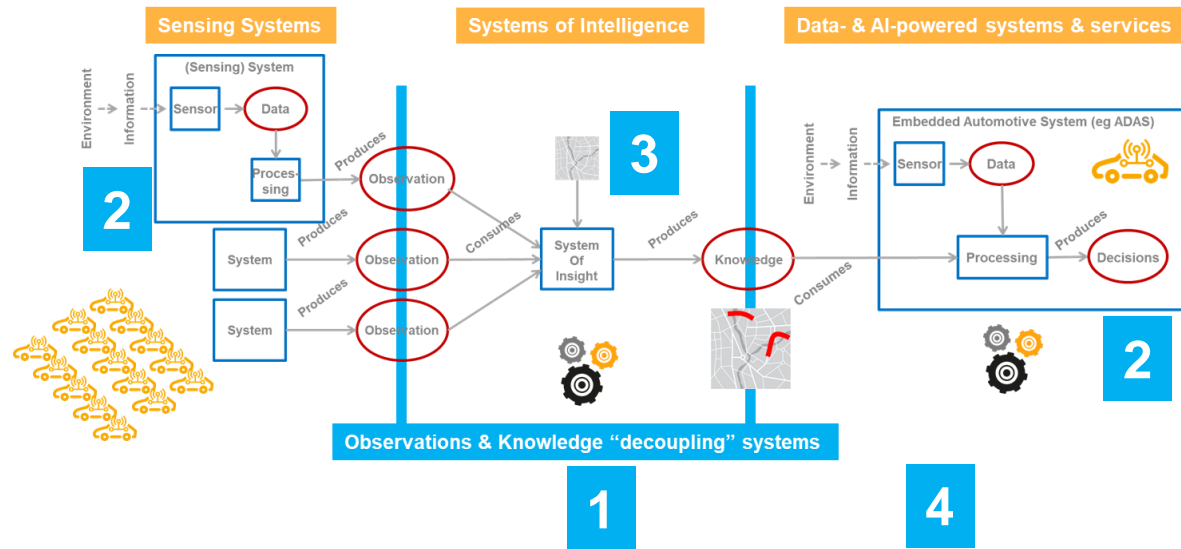 Sensing Systems
Systems of Intelligence
Data- & AI-powered systems & services
(Sensing) System
Environment
Information
Sensor
Data
Proces-
sing
Produces
Observation
2
3
Produces
Consumes
System
Observation
Produces
System
Observation
System
Of
Insight
Produces
Knowledge
Consumes
Embedded Automotive System (eg ADAS)
Environment
Information
Sensor
Data
Processing
Produces
Decisions
2
Observations & Knowledge “decoupling” systems
1
4